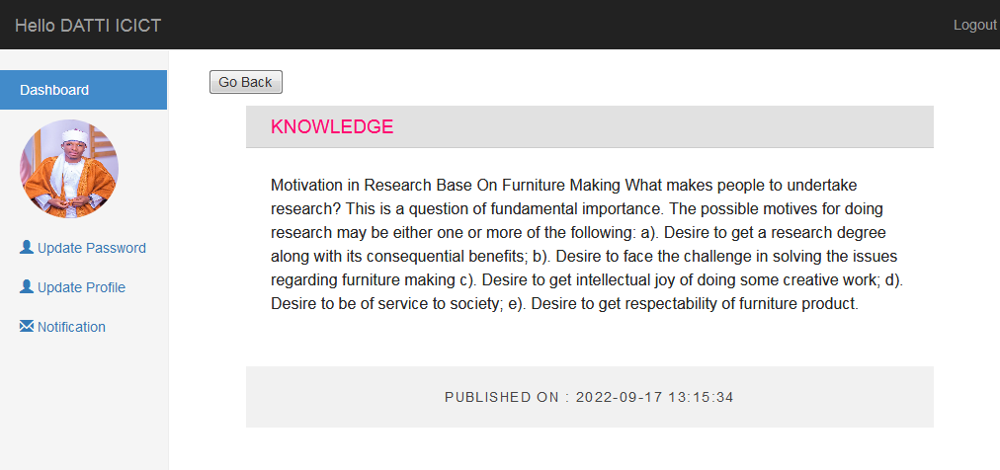 Hello DATTI ICICT
Logout
Dashboard
Go Back
KNOWLEDGE
Motivation in Research Base On Furniture Making What makes people to undertake
research? This is a question of fundamental importance. The possible motives for doing
research may be either one or more of the following: a). Desire to get a research degree
along with its consequential benefits; b). Desire to face the challenge in solving the issues
regarding furniture making c). Desire to get intellectual joy of doing some creative work; d).
Desire to be of service to society; e). Desire to get respectability of furniture product.
Update Password
Update Profile
Notification
PUBLISHED ON : 2022-09-17 13:15:34